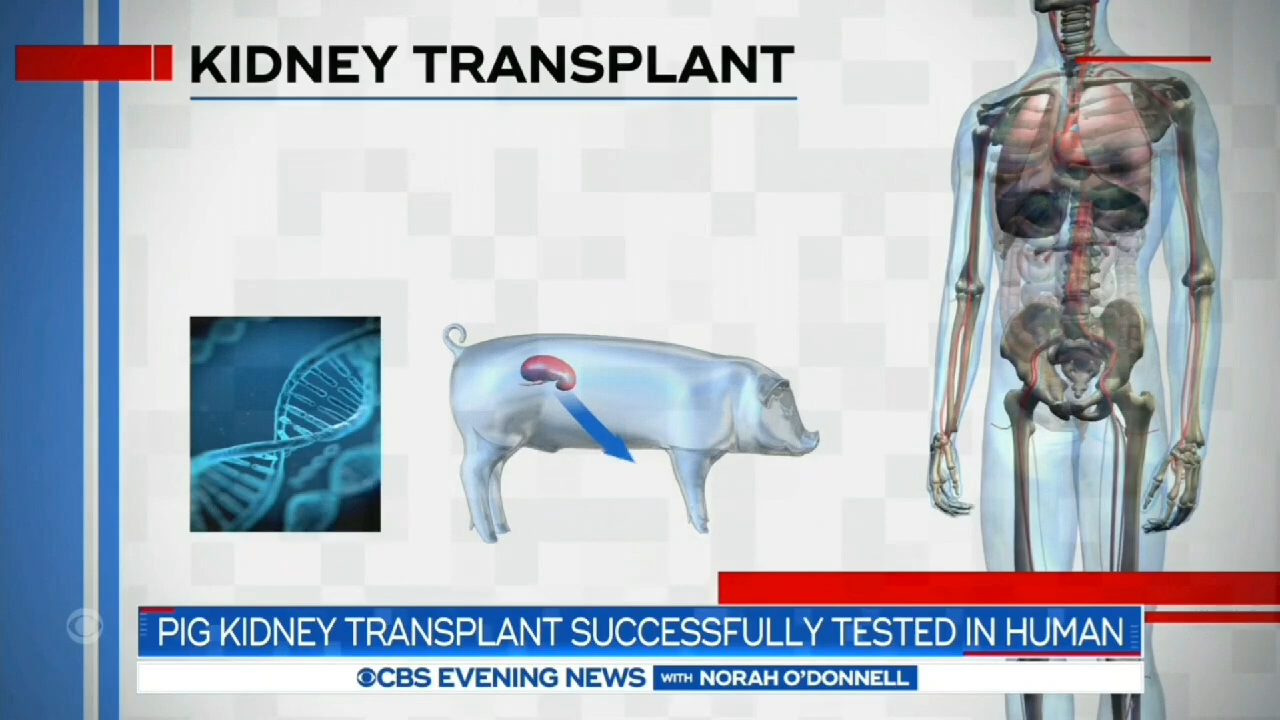 KIDNEY TRANSPLANT
PIG KIDNEY TRANSPLANT SUCCESSFULLY TESTED IN HUMAN
CBS EVENING NEWS WITH NORAH O'DONNELL